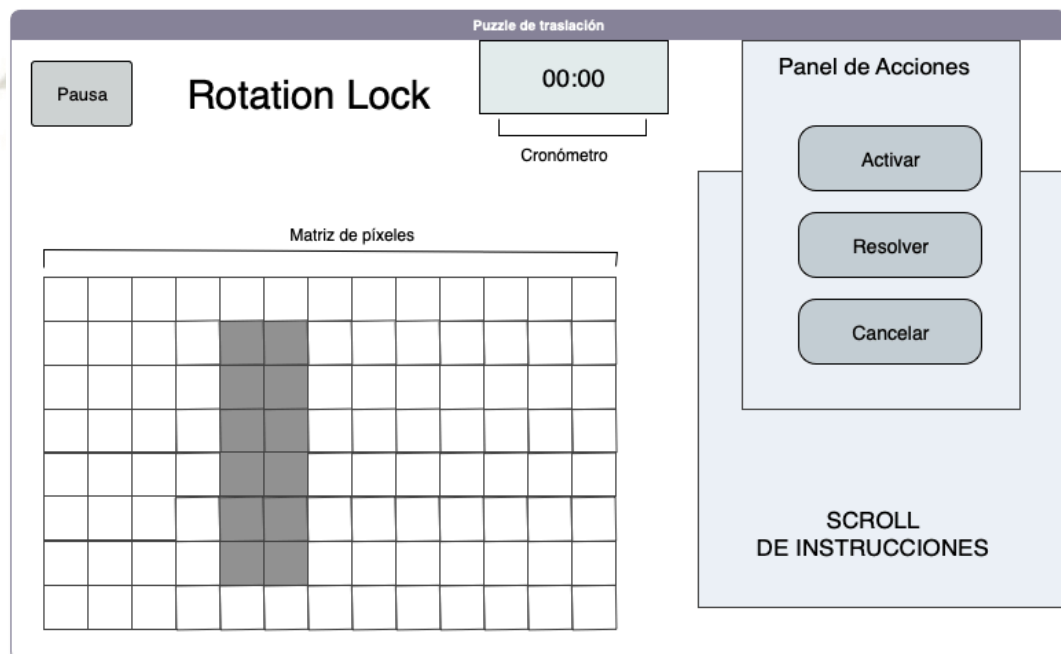 Puzzle de traslación
Pausa
Rotation Lock
00:00
Cronómetro
Panel de Acciones
Activar
Resolver
Cancelar
Matriz de píxeles
SCROLL
DE INSTRUCCIONES